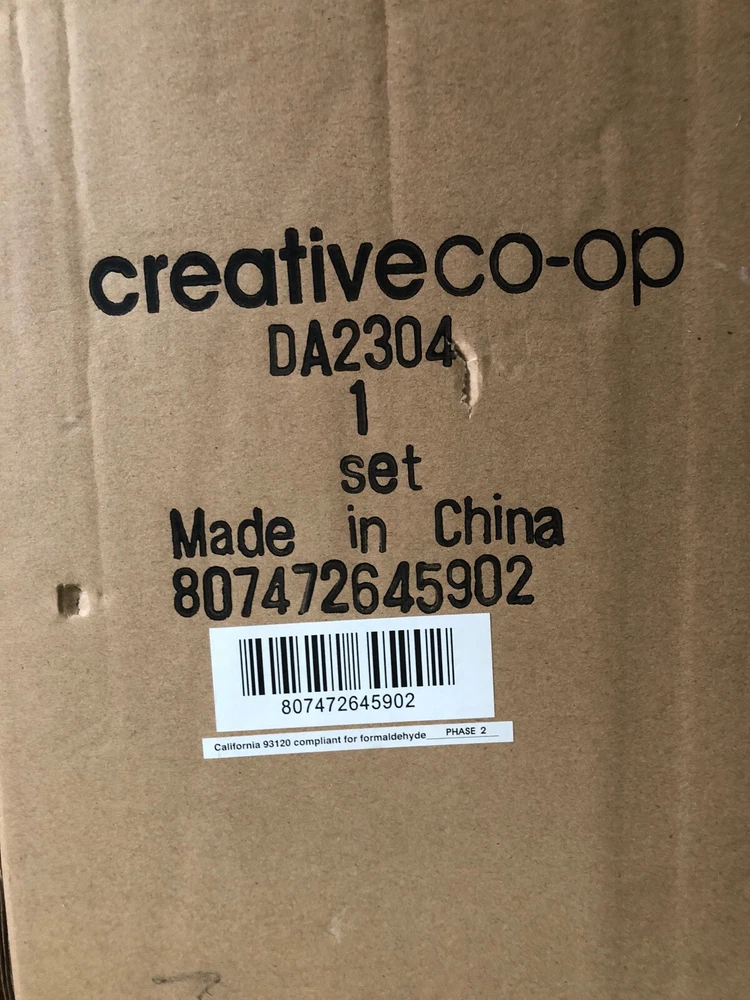 creativeco-op
DA2304
1
set
Made in China
807472645902
807472645902
California 93120 compliant for formaldehyde PHASE 2